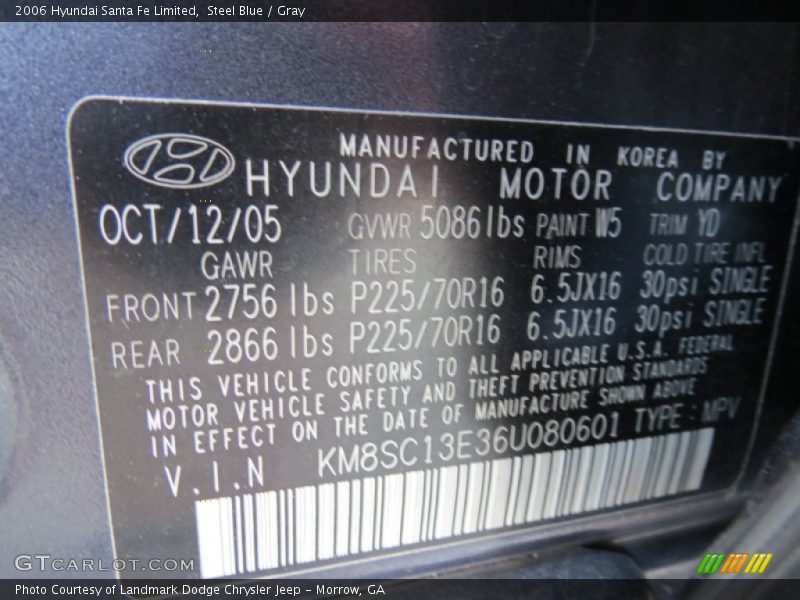 2006 Hyundai Santa Fe Limited,  Steel Blue / Gray
MANUFACTURED IN KOREA BY
HYUNDAI MOTOR COMPANY
OCT/12/05 GVWR 5086 lbs PAINT W5 TRIM YD
GAWR TIRES RIMS COLD TIRE INFL
FRONT 2756 lbs P225/70R16 6.5JX16 30psi SINGLE
REAR 2866 lbs P225/70R16 6.5JX16 30psi SINGLE
THIS VEHICLE CONFORMS TO ALL APPLICABLE U.S.A. FEDERAL
MOTOR VEHICLE SAFETY AND THEFT PREVENTION STANDARDS
IN EFFECT ON THE DATE OF MANUFACTURE SHOWN ABOVE
V.I.N KM8SC13E36U080601 TYPE : MPV
GTCARLOT.COM
Photo Courtesy of Landmark Dodge Chrysler Jeep - Morrow, GA